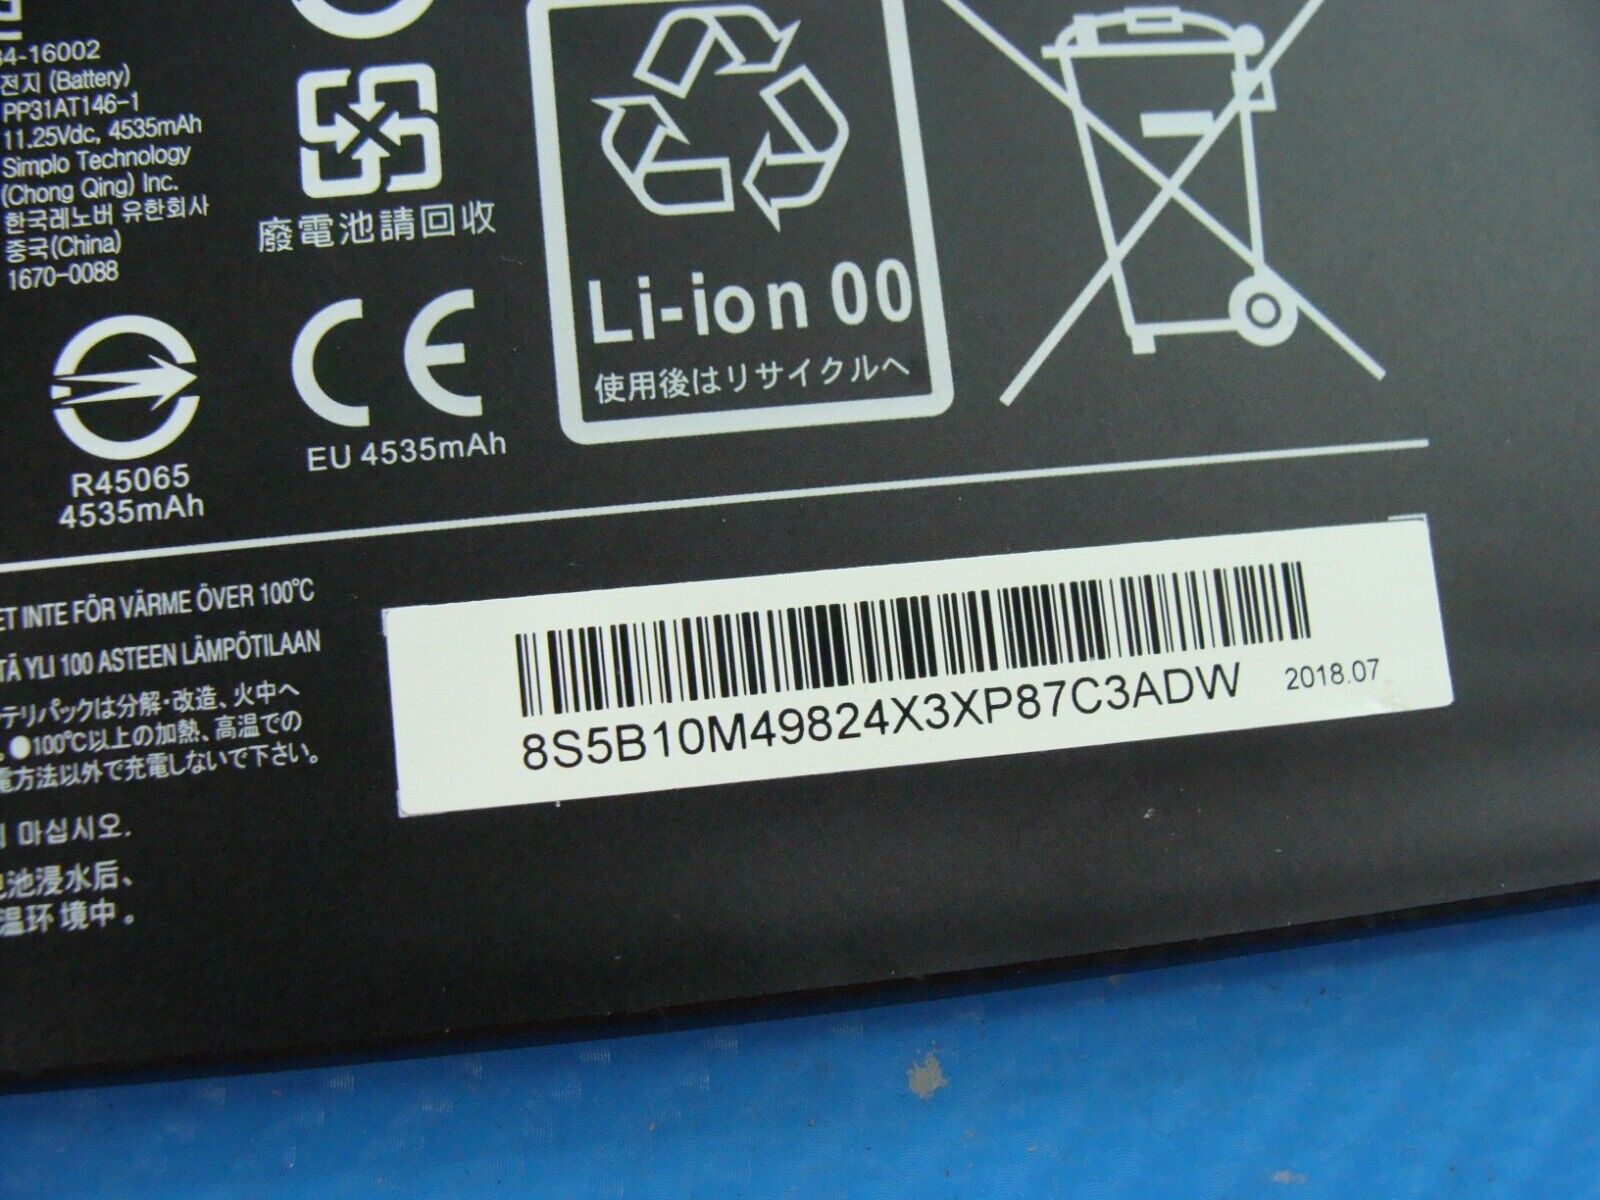 34-16002
전지 (Battery)
PP31AT146-1
11.25Vdc, 4535mAh
Simplo Technology
(Chong Qing) Inc.
한국레노버 유한회사
중국(China)
1670-0088
廢電池請回收
Li-ion 00
使用後はリサイクルへ
R45065
4535mAh
CE
EU 4535mAh
INTE FÖR VÄRME ÖVER 100°C
YLI 100 ASTEEN LÄMPÖTILAAN
テリパックは分解・改造、火中へ
。●100℃以上の加熱、高温での
電方法以外で充電しないで下さい。
마십시오.
池浸水后、
温环境中。
8S5B10M49824X3XP87C3ADW
2018.07